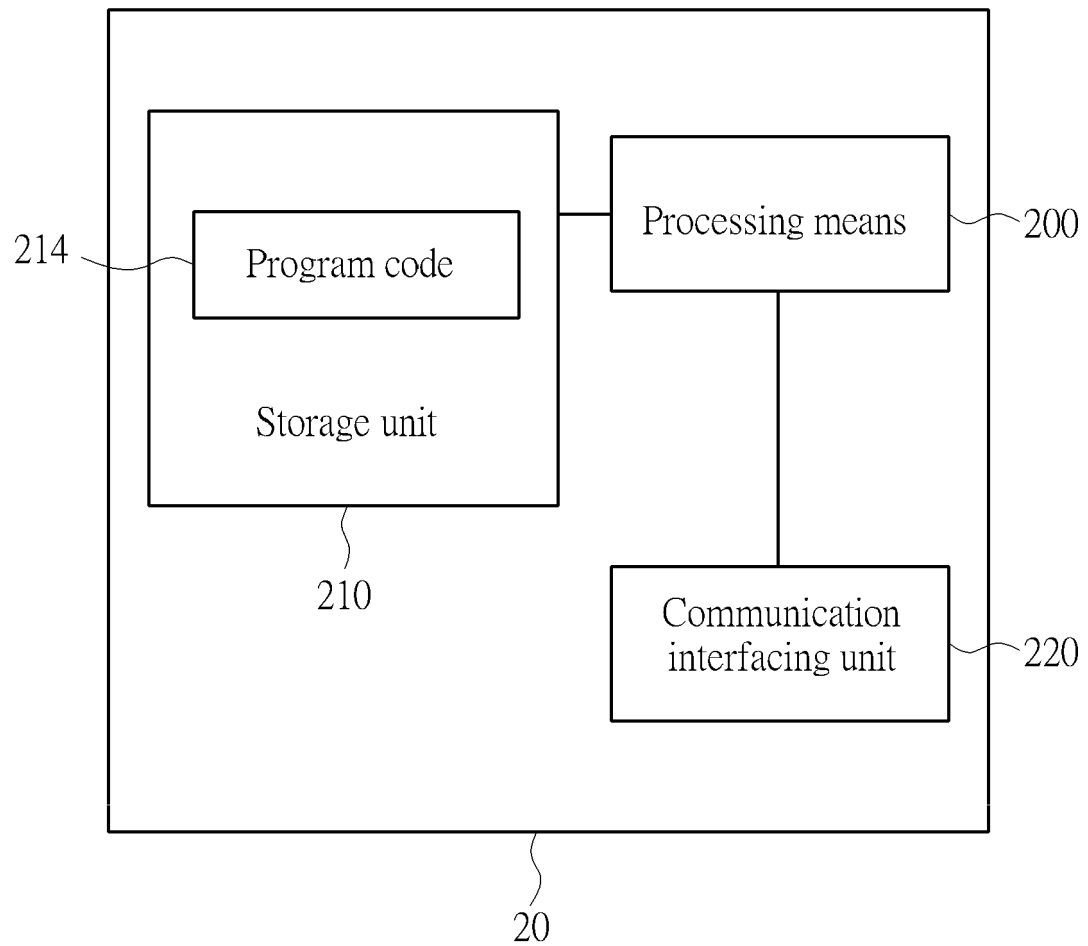 Processing means
200
214
Program code
Storage unit
210
Communication
interfacing unit
220
20